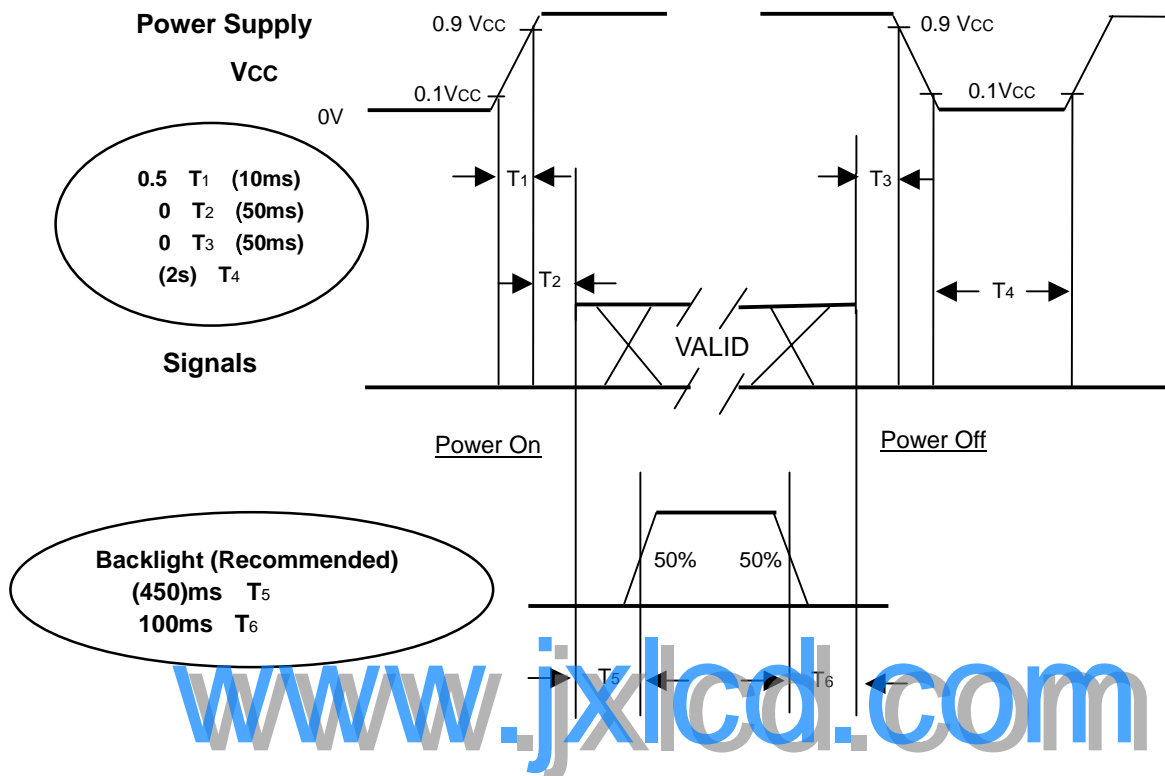 Power Supply
VCC
0.9 VCC
0.9 VCC
0.1VCC
0.1VCC
0V
0.5 T1 (10ms)
0 T2 (50ms)
0 T3 (50ms)
(2s) T4
T1
T3
T2
T4
VALID
Signals
Power On
Power Off
Backlight (Recommended)
(450)ms T5
100ms T6
50%
50%
T5
T6
www.jxlcd.com